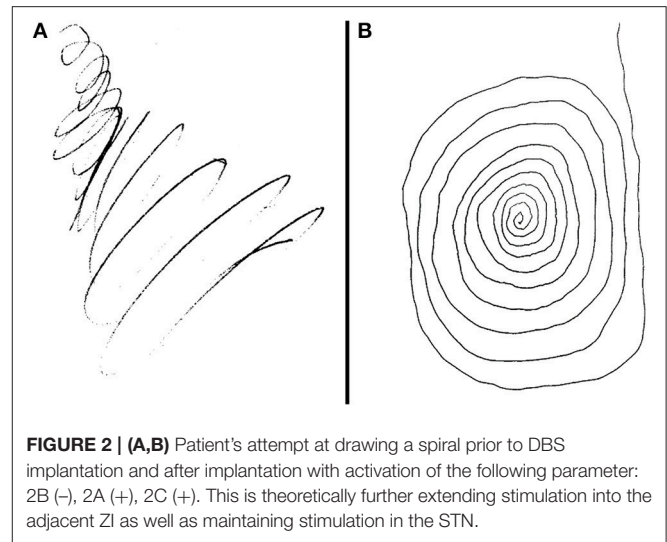 A
B
FIGURE 2 | (A,B) Patient's attempt at drawing a spiral prior to DBS
implantation and after implantation with activation of the following parameter:
2B (–), 2A (+), 2C (+). This is theoretically further extending stimulation into the
adjacent ZI as well as maintaining stimulation in the STN.